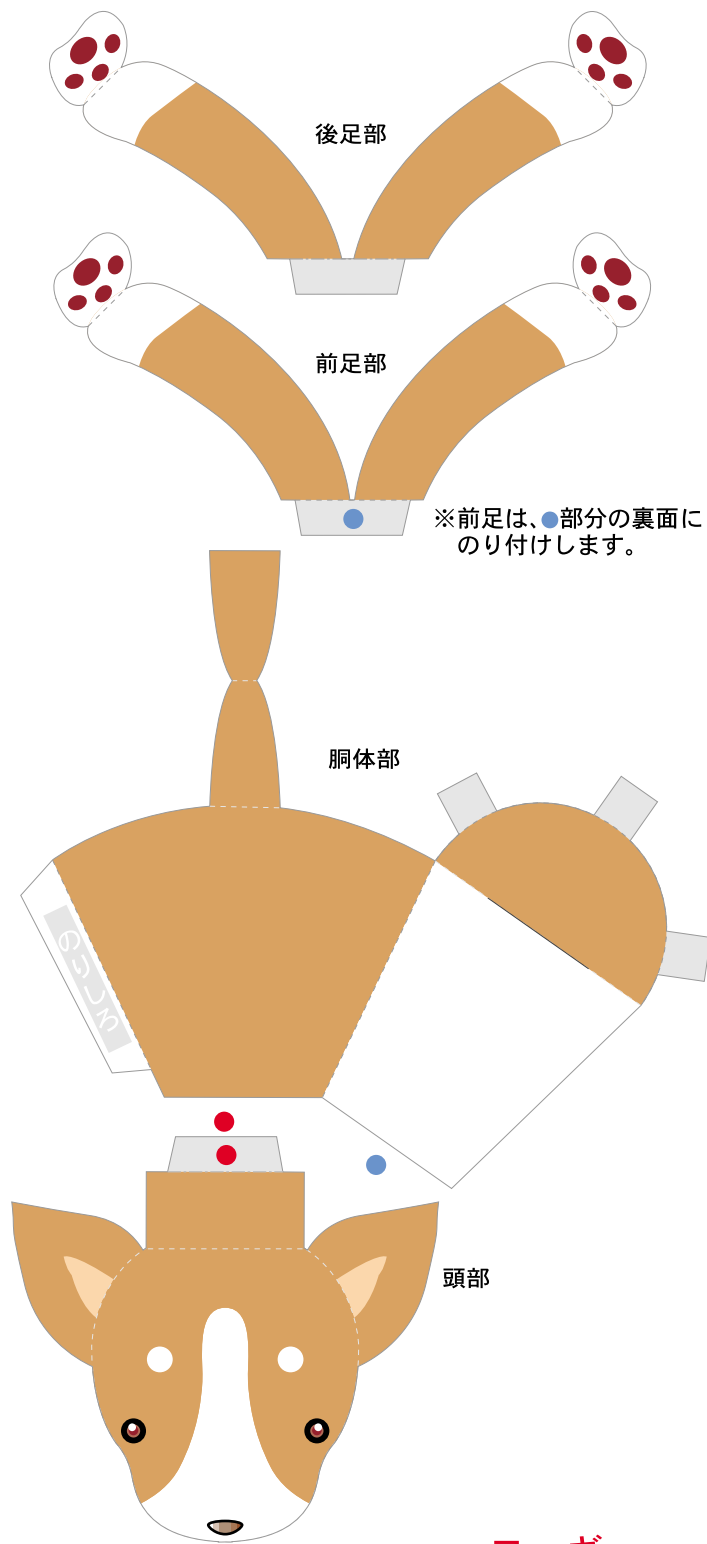 後足部
前足部
※前足は、●部分の裏面に
のり付けします。
胴体部
のりしろ
頭部